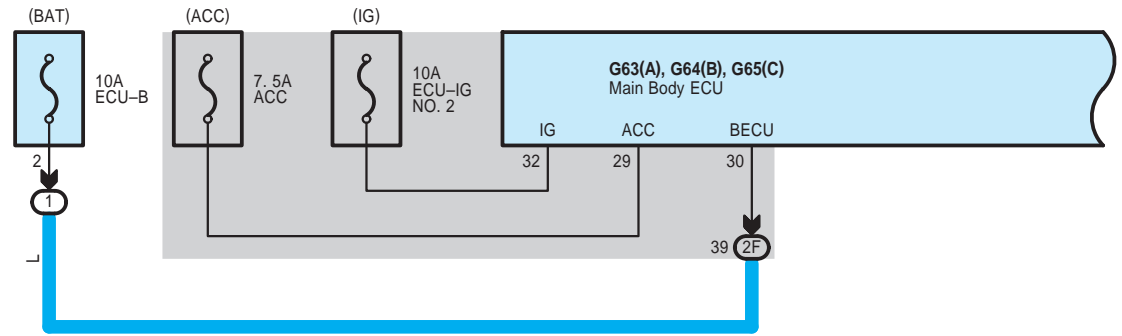 (BAT)
(ACC)
(IG)
10A
ECU–B
7. 5A
ACC
10A
ECU–IG
NO. 2
G63(A), G64(B), G65(C)
Main Body ECU
IG
ACC
BECU
2
32
29
30
1
39
2F
L